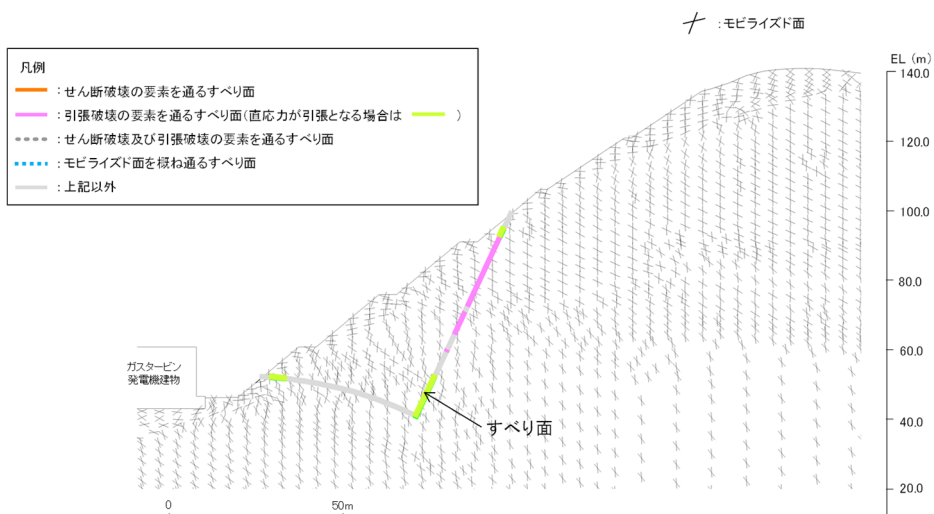 ：モビライズド面
凡例
：せん断破壊の要素を通るすべり面
：引張破壊の要素を通るすべり面（直応力が引張となる場合は　　）
：せん断破壊及び引張破壊の要素を通るすべり面
：モビライズド面を概ね通るすべり面
：上記以外
EL（m）
140.0
120.0
100.0
80.0
60.0
40.0
20.0
ガスタービン
発電機建物
すべり面
0
50m